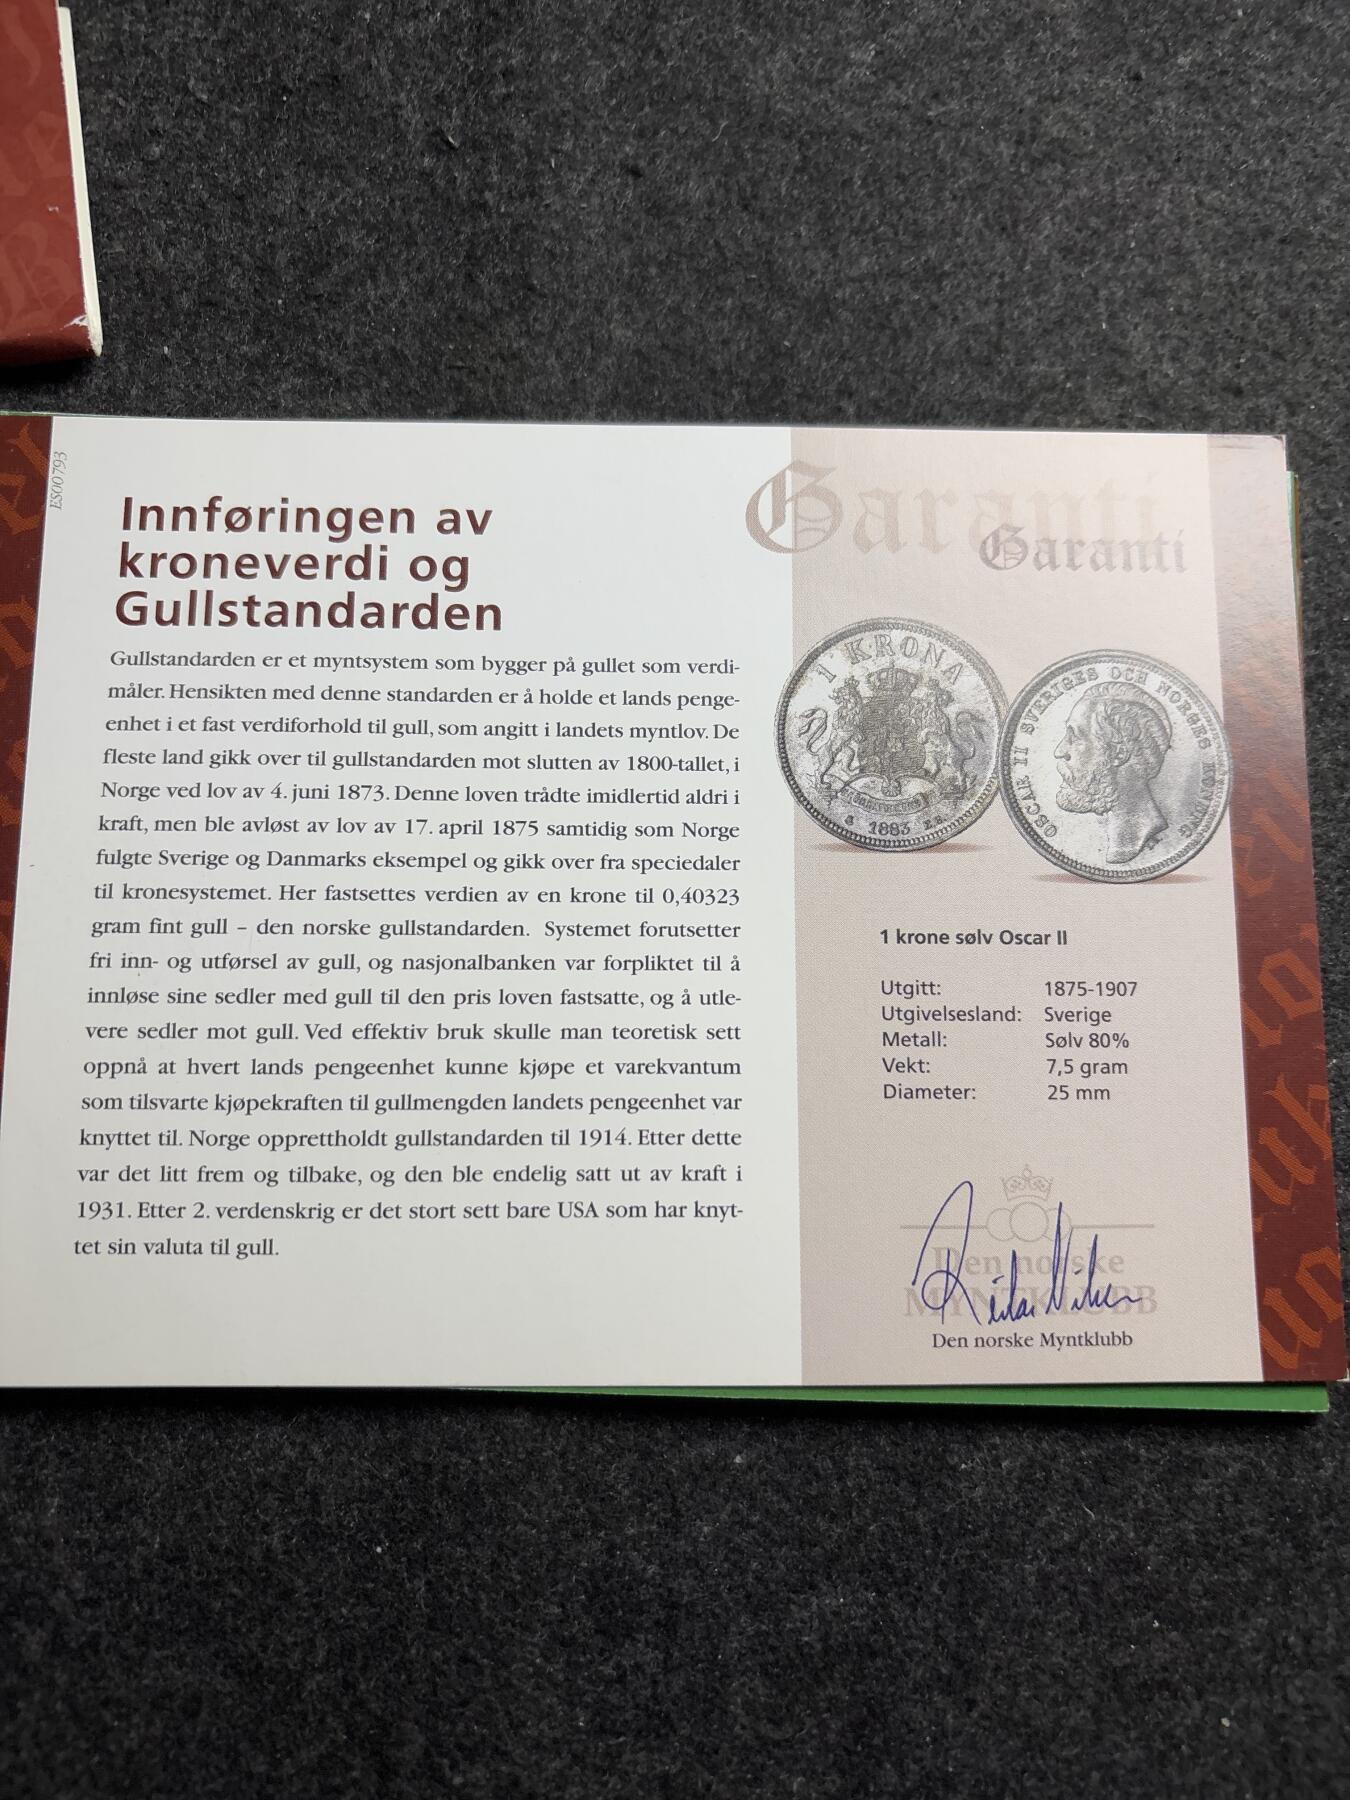 ES00793
Innføringen av
kroneverdi og
Gullstandarden
Gullstandarden er et myntsystem som bygger på gullet som verdi-
måler. Hensikten med denne standarden er å holde et lands penge-
enhet i et fast verdiforhold til gull, som angitt i landets myntlov. De
fleste land gikk over til gullstandarden mot slutten av 1800-tallet, i
Norge ved lov av 4. juni 1873. Denne loven trådte imidlertid aldri i
kraft, men ble avløst av lov av 17. april 1875 samtidig som Norge
fulgte Sverige og Danmarks eksempel og gikk over fra speciedaler
til kronesystemet. Her fastsettes verdien av en krone til 0,40323
gram fint gull – den norske gullstandarden. Systemet forutsetter
fri inn- og utførsel av gull, og nasjonalbanken var forpliktet til å
innløse sine sedler med gull til den pris loven fastsatte, og å utle-
vere sedler mot gull. Ved effektiv bruk skulle man teoretisk sett
oppnå at hvert lands pengeenhet kunne kjøpe et varekvantum
som tilsvarte kjøpekraften til gullmengden landets pengeenhet var
knyttet til. Norge opprettholdt gullstandarden til 1914. Etter dette
var det litt frem og tilbake, og den ble endelig satt ut av kraft i
1931. Etter 2. verdenskrig er det stort sett bare USA som har knyt-
tet sin valuta til gull.
Garanti
Garanti
1 KRONA
1883 E.B.
OSCAR II SVERIGES OCH NORGES KONUNG
1 krone sølv Oscar II
Utgitt: 1875-1907
Utgivelsesland: Sverige
Metall: Sølv 80%
Vekt: 7,5 gram
Diameter: 25 mm
Den norske
MYNTKLUBB
Den norske Myntklubb